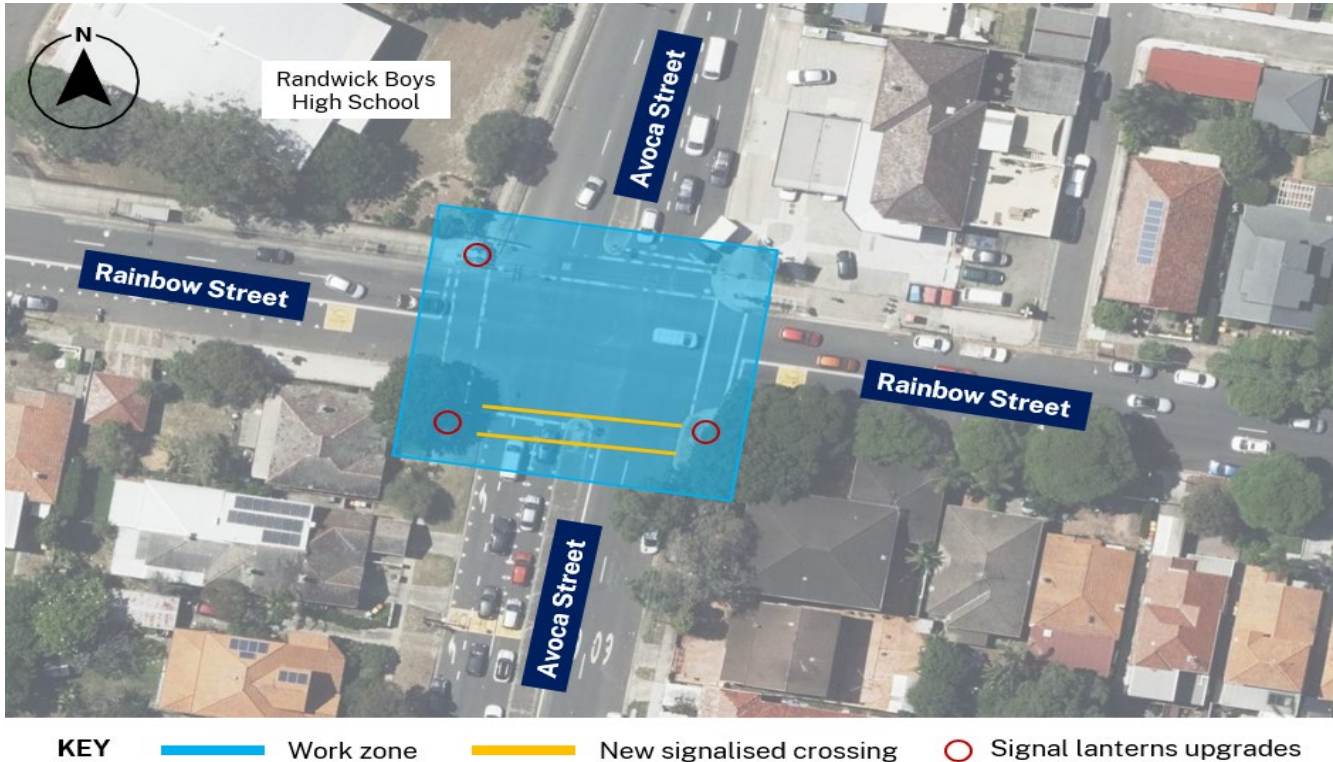 N
Randwick Boys
High School
Avoca Street
Rainbow Street
Rainbow Street
Avoca Street
KEY
Work zone
New signalised crossing
Signal lanterns upgrades